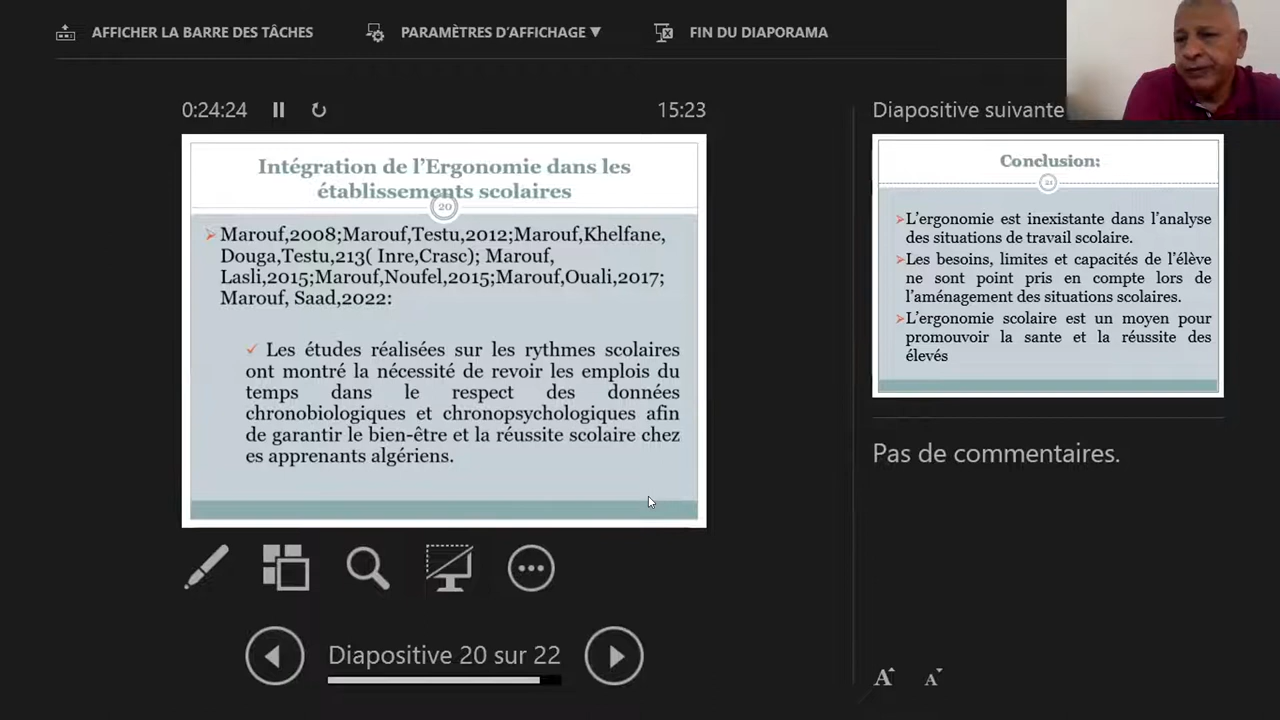 AFFICHER LA BARRE DES TÂCHES
PARAMÈTRES D'AFFICHAGE ▼
FIN DU DIAPORAMA
0:24:24
15:23
Intégration de l'Ergonomie dans les
établissements scolaires
20
Marouf,2008;Marouf,Testu,2012;Marouf,Khelfane,
Douga,Testu,213( Inre,Crasc); Marouf,
Lasli,2015;Marouf,Noufel,2015;Marouf,Ouali,2017;
Marouf, Saad,2022:
Les études réalisées sur les rythmes scolaires
ont montré la nécessité de revoir les emplois du
temps dans le respect des données
chronobiologiques et chronopsychologiques afin
de garantir le bien-être et la réussite scolaire chez
es apprenants algériens.
Diapositive 20 sur 22
Diapositive suivante
Conclusion:
21
L'ergonomie est inexistante dans l'analyse
des situations de travail scolaire.
Les besoins, limites et capacités de l'élève
ne sont point pris en compte lors de
l'aménagement des situations scolaires.
L'ergonomie scolaire est un moyen pour
promouvoir la sante et la réussite des
élevés
Pas de commentaires.
A A